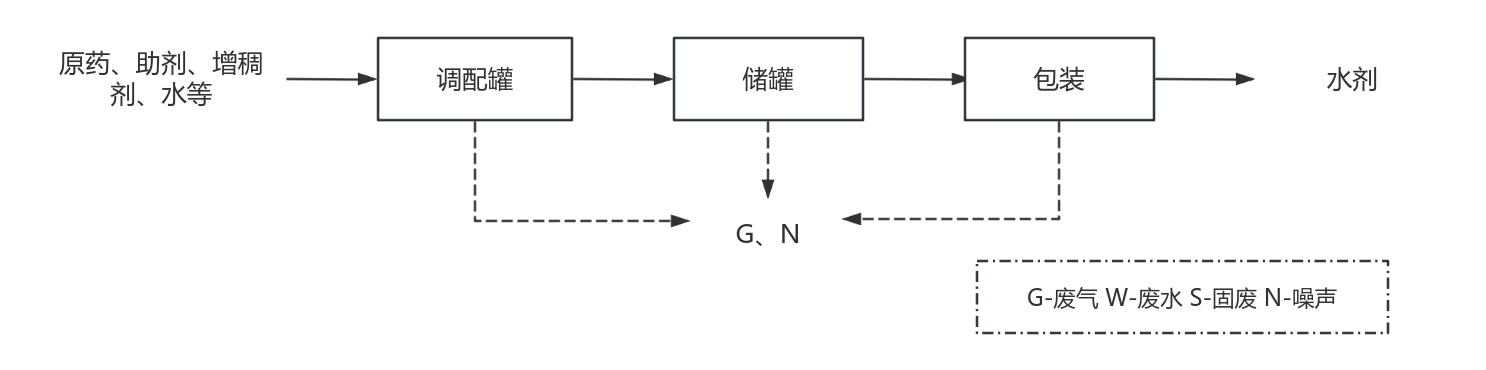 原药、助剂、增稠
剂、水等
调配罐
储罐
包装
水剂
G、N
G-废气 W-废水 S-固废 N-噪声